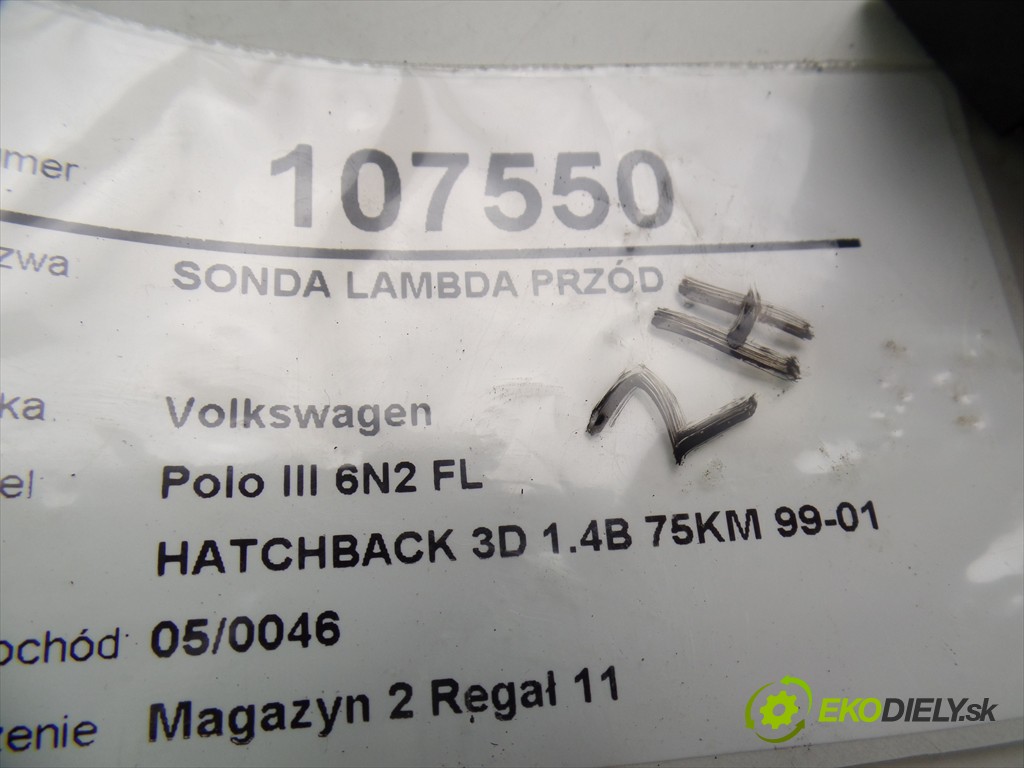 umer 107550
zwa SONDA LAMBDA PRZÓD
ka Volkswagen
el Polo III 6N2 FL
HATCHBACK 3D 1.4B 75KM 99-01
ochód 05/0046
zenie Magazyn 2 Regał 11
EKODIELY.sk